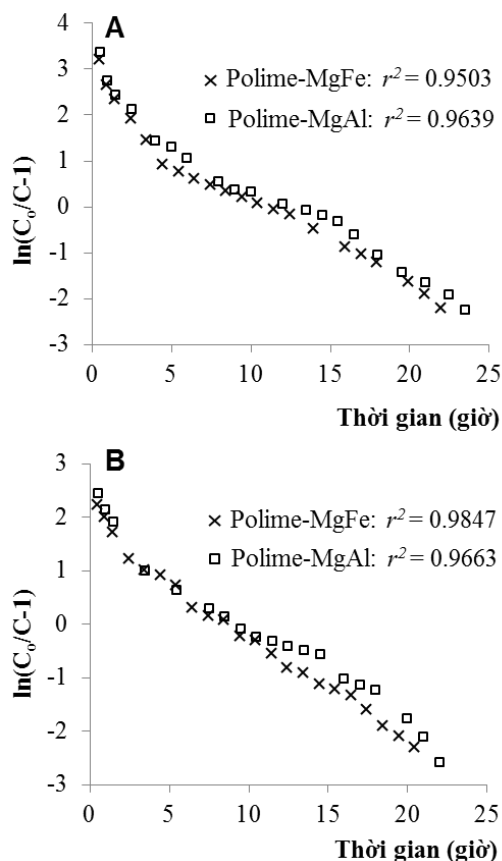 A
Polime-MgFe: r² = 0.9503
Polime-MgAl: r² = 0.9639
ln(Co/C-1)
4
3
2
1
0
-1
-2
-3
0 5 10 15 20 25
Thời gian (giờ)
B
Polime-MgFe: r² = 0.9847
Polime-MgAl: r² = 0.9663
ln(Co/C-1)
3
2
1
0
-1
-2
-3
0 5 10 15 20 25
Thời gian (giờ)